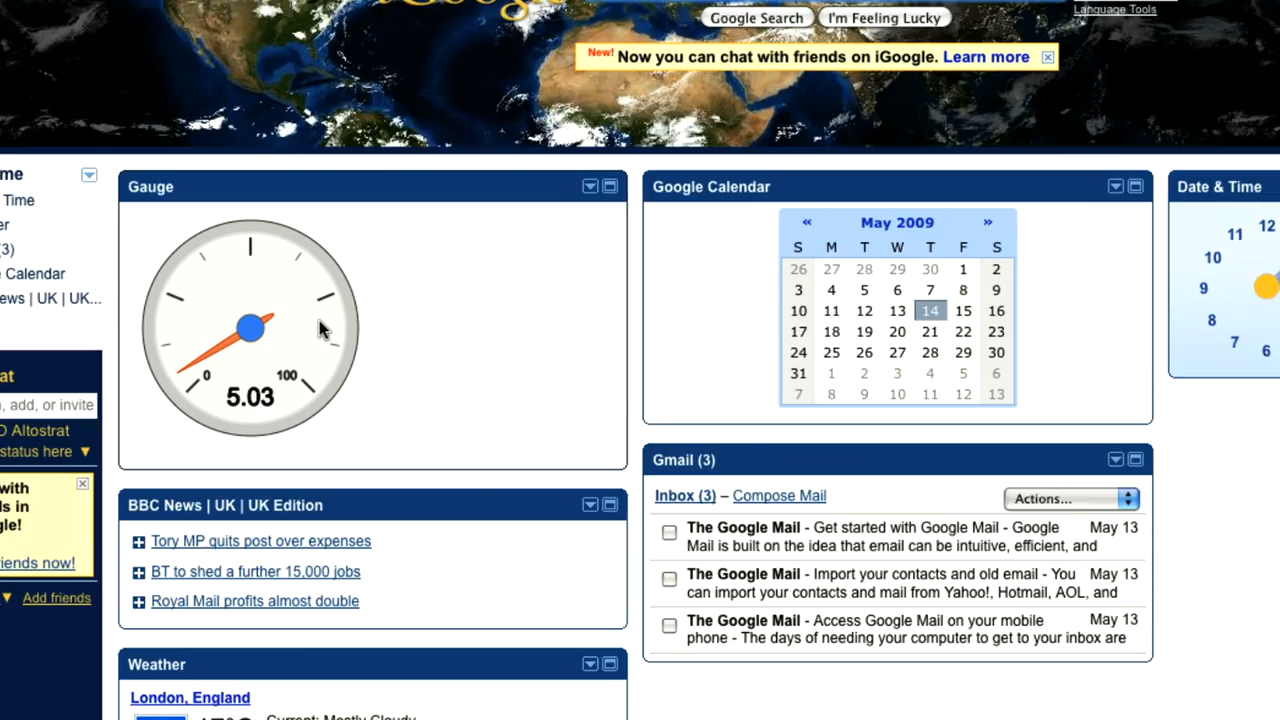 iGoogle
Google Search
I'm Feeling Lucky
Language Tools
New! Now you can chat with friends on iGoogle. Learn more
me
Time
er
(3)
e Calendar
ews | UK | UK...
at
, add, or invite
D Altostrat
status here ▼
with
ds in
gle!
iends now!
Add friends
Gauge
0
100
5.03
BBC News | UK | UK Edition
Tory MP quits post over expenses
BT to shed a further 15,000 jobs
Royal Mail profits almost double
Weather
London, England
Current: Mostly Cloudy
Google Calendar
« May 2009 »
S M T W T F S
26 27 28 29 30 1 2
3 4 5 6 7 8 9
10 11 12 13 14 15 16
17 18 19 20 21 22 23
24 25 26 27 28 29 30
31 1 2 3 4 5 6
7 8 9 10 11 12 13
Gmail (3)
Inbox (3) – Compose Mail
Actions...
The Google Mail - Get started with Google Mail - Google May 13
Mail is built on the idea that email can be intuitive, efficient, and
The Google Mail - Import your contacts and old email - You May 13
can import your contacts and mail from Yahoo!, Hotmail, AOL, and
The Google Mail - Access Google Mail on your mobile May 13
phone - The days of needing your computer to get to your inbox are
Date & Time
12
11
10
9
8
7
6